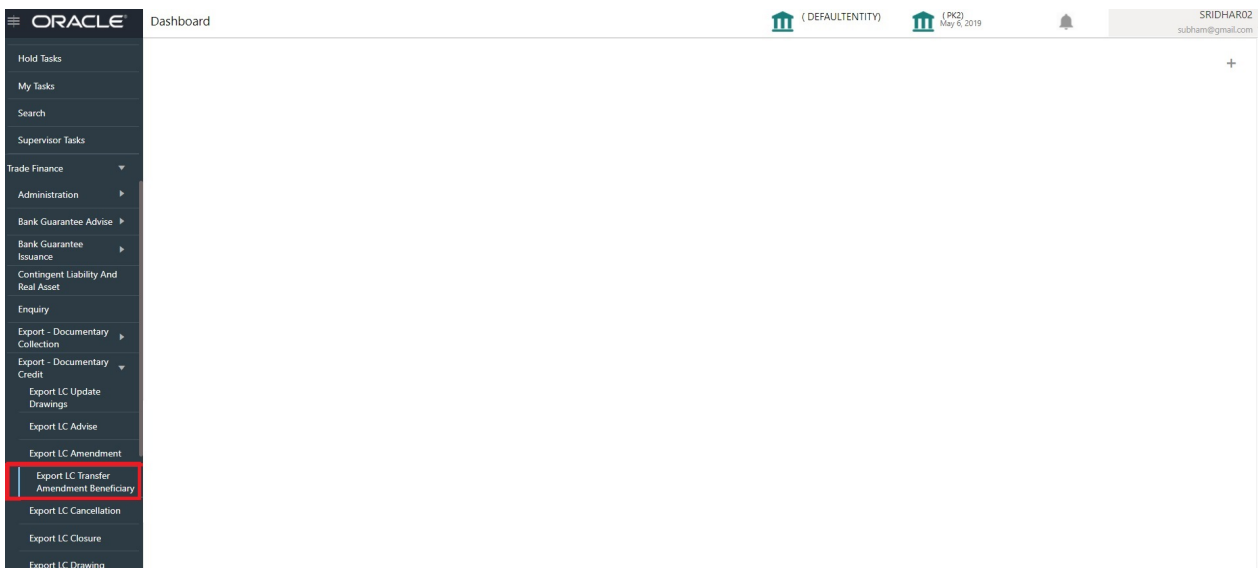 ORACLE
Dashboard
( DEFAULTENTITY)
( PK2)
May 6, 2019
SRIDHAR02
subham@gmail.com
Hold Tasks
My Tasks
Search
Supervisor Tasks
Trade Finance
Administration
Bank Guarantee Advise
Bank Guarantee
Issuance
Contingent Liability And
Real Asset
Enquiry
Export - Documentary
Collection
Export - Documentary
Credit
Export LC Update
Drawings
Export LC Advise
Export LC Amendment
Export LC Transfer
Amendment Beneficiary
Export LC Cancellation
Export LC Closure
Export LC Drawing